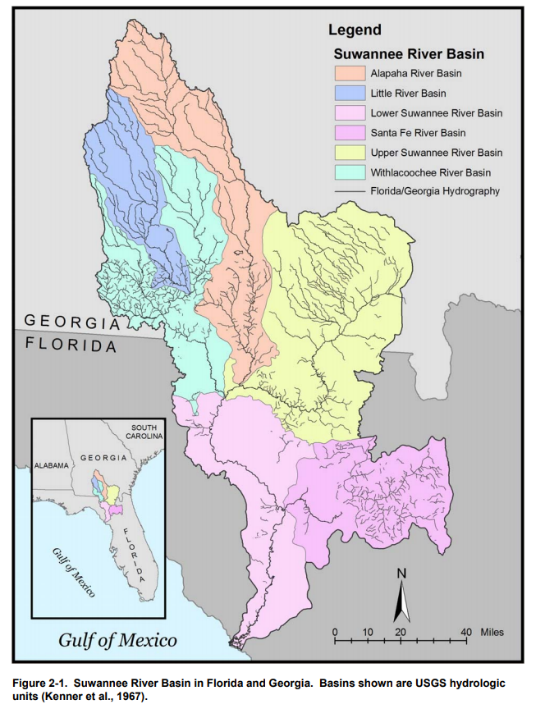 Legend
Suwannee River Basin
Alapaha River Basin
Little River Basin
Lower Suwannee River Basin
Santa Fe River Basin
Upper Suwannee River Basin
Withlacoochee River Basin
Florida/Georgia Hydrography
GEORGIA
FLORIDA
SOUTH
CAROLINA
GEORGIA
ALABAMA
FLORIDA
Gulf of Mexico
Gulf of Mexico
N
0 10 20 40 Miles
Figure 2-1. Suwannee River Basin in Florida and Georgia. Basins shown are USGS hydrologic
units (Kenner et al., 1967).